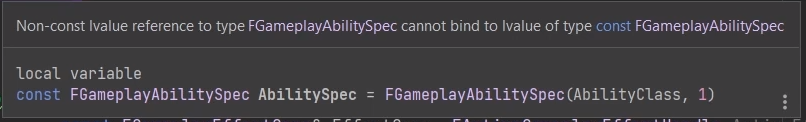 Non-const lvalue reference to type FGameplayAbilitySpec cannot bind to lvalue of type const FGameplayAbilitySpec
local variable
const FGameplayAbilitySpec AbilitySpec = FGameplayAbilitySpec(AbilityClass, 1)